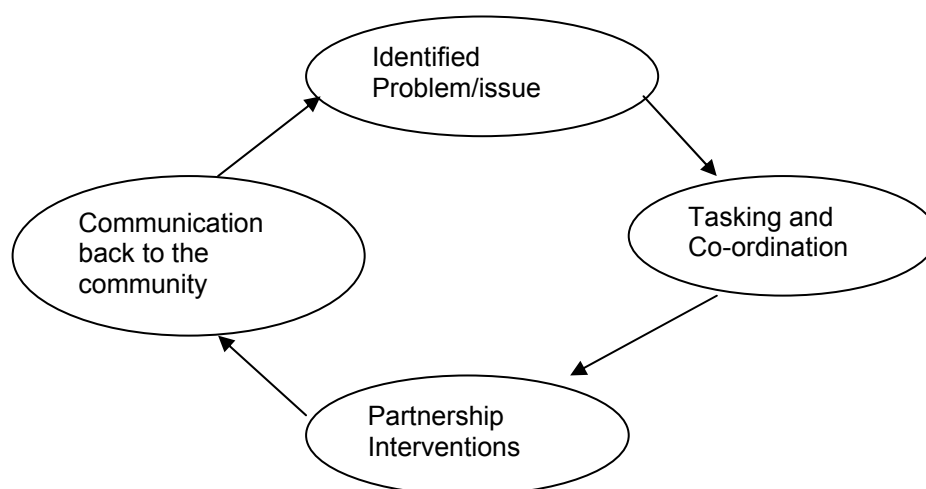 Identified
Problem/issue
Tasking and
Co-ordination
Partnership
Interventions
Communication
back to the
community